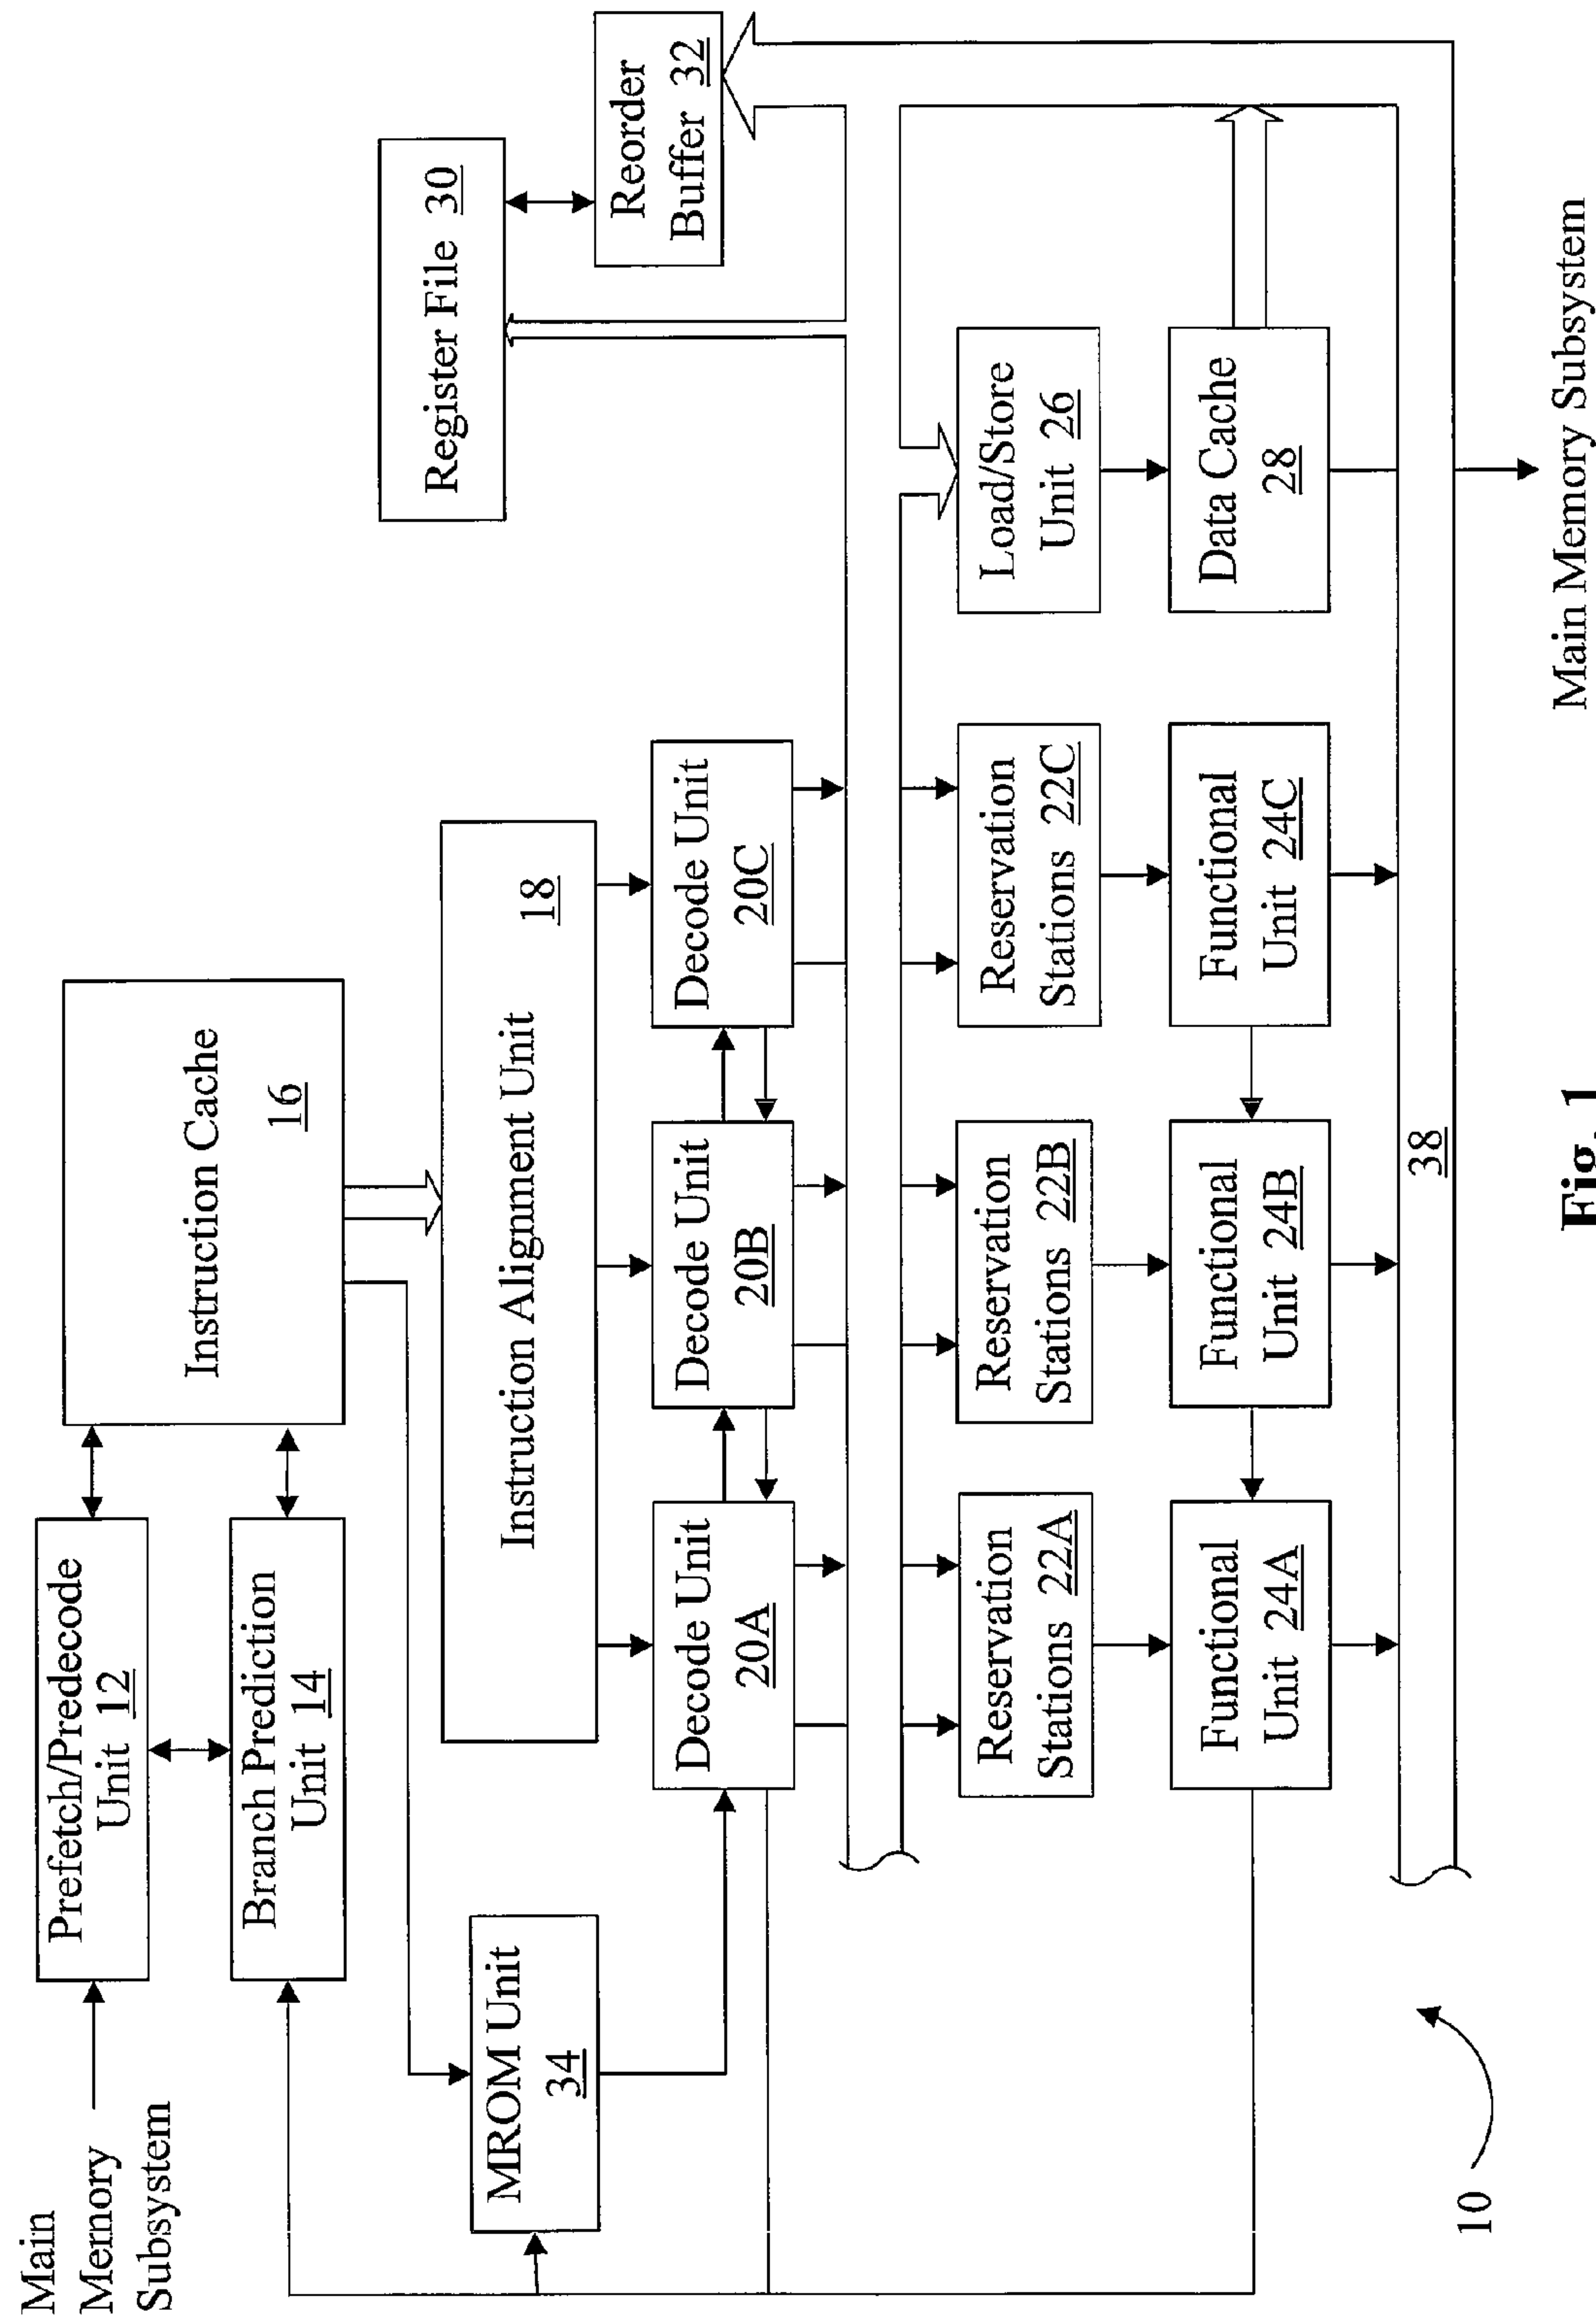 Main
Memory
Subsystem
Prefetch/Predecode
Unit 12
Branch Prediction
Unit 14
Instruction Cache
16
MROM Unit
34
Instruction Alignment Unit
18
Register File 30
Reorder
Buffer 32
Decode Unit
20A
Decode Unit
20B
Decode Unit
20C
Reservation
Stations 22A
Reservation
Stations 22B
Reservation
Stations 22C
Load/Store
Unit 26
Functional
Unit 24A
Functional
Unit 24B
Functional
Unit 24C
Data Cache
28
38
10
Main Memory Subsystem
Fig. 1